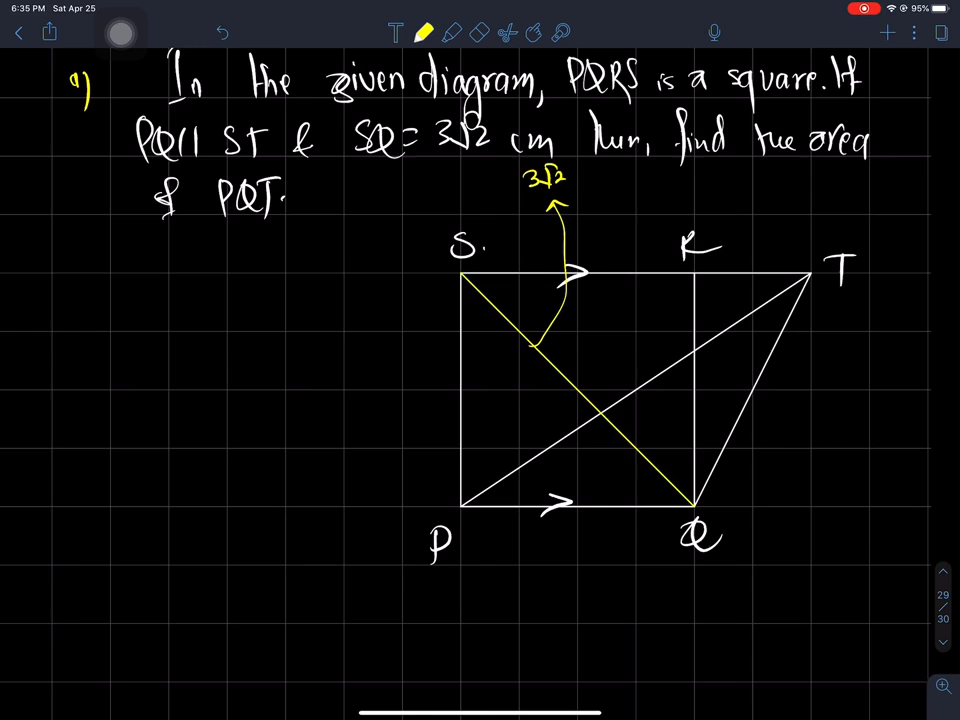 6:35 PM Sat Apr 25 95%
9) In the given diagram, PQRS is a square. If
PQ// ST & SQ = 3√2 cm then, find the area
of PQT.
3√2
S. R T
P Q
29
/
30